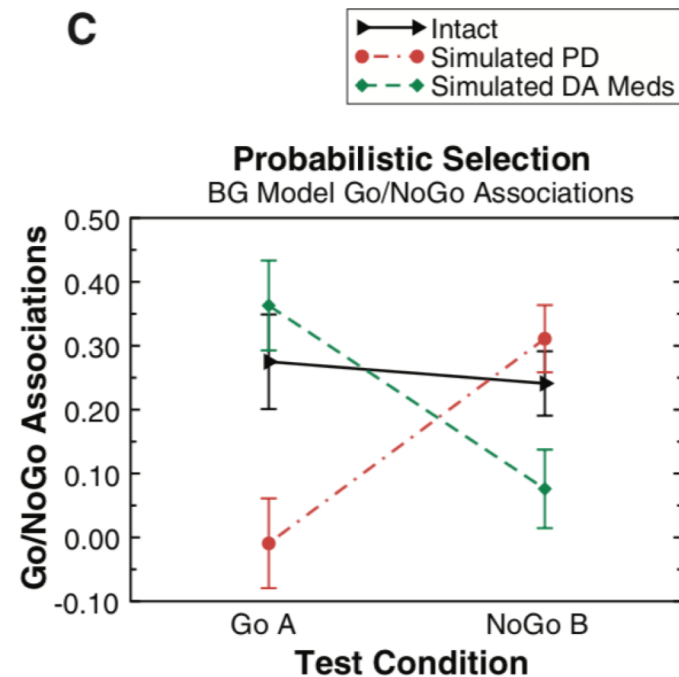 C
Intact
Simulated PD
Simulated DA Meds
Probabilistic Selection
BG Model Go/NoGo Associations
Go/NoGo Associations
0.50
0.40
0.30
0.20
0.10
0.00
-0.10
Go A NoGo B
Test Condition